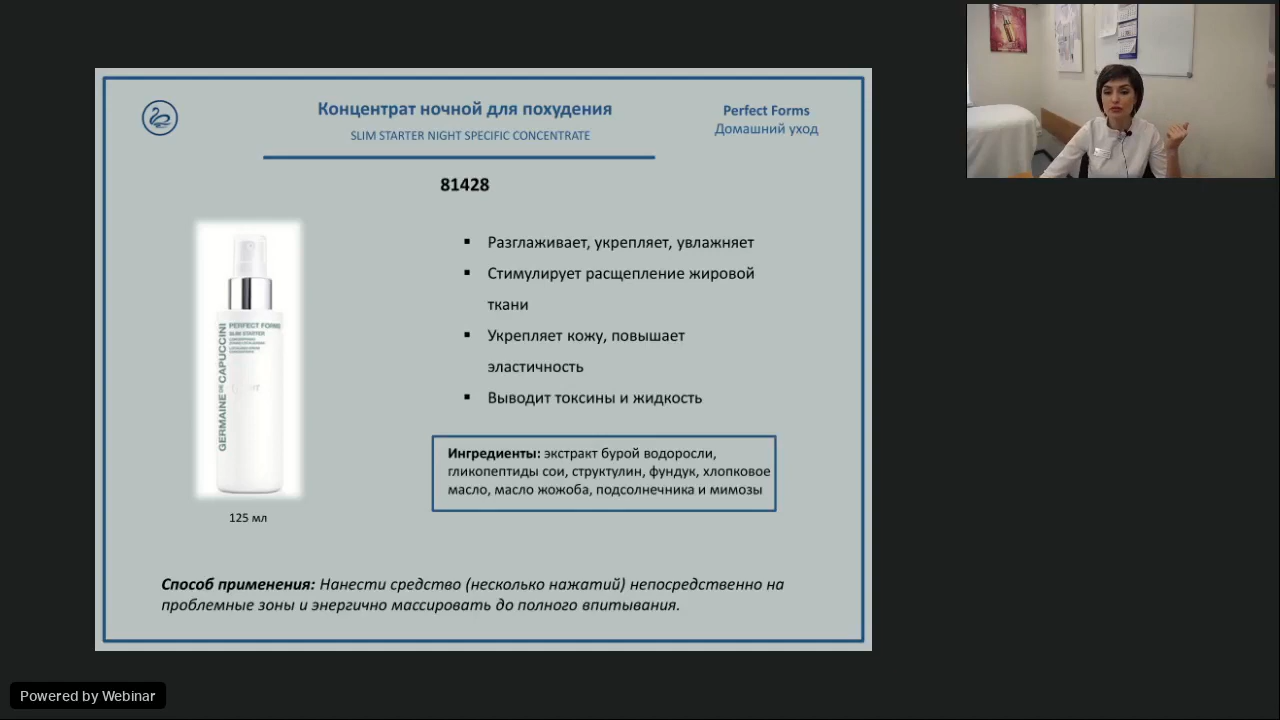 Концентрат ночной для похудения
SLIM STARTER NIGHT SPECIFIC CONCENTRATE
Perfect Forms
Домашний уход
81428
Разглаживает, укрепляет, увлажняет
Стимулирует расщепление жировой
ткани
Укрепляет кожу, повышает
эластичность
Выводит токсины и жидкость
PERFECT FORMS
SLIM STARTER
GERMAINE DE CAPUCCINI
125 мл
Ингредиенты: экстракт бурой водоросли,
гликопептиды сои, структулин, фундук, хлопковое
масло, масло жожоба, подсолнечника и мимозы
Способ применения: Нанести средство (несколько нажатий) непосредственно на
проблемные зоны и энергично массировать до полного впитывания.
Powered by Webinar